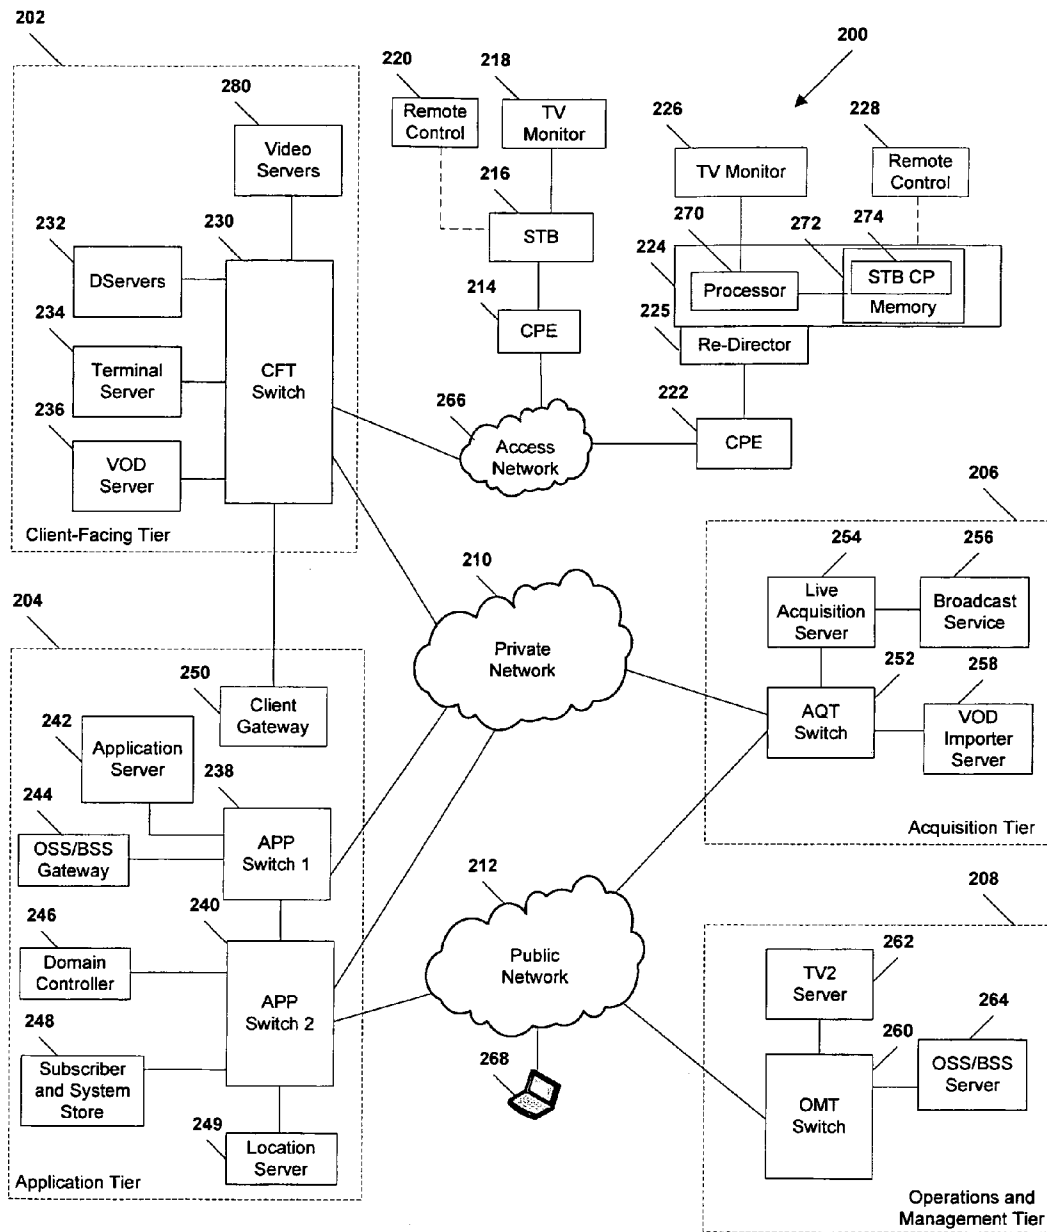 202
280
Video
Servers
230
232
DServers
234
Terminal
Server
236
VOD
Server
CFT
Switch
Client-Facing Tier
220
Remote
Control
218
TV
Monitor
216
STB
214
CPE
266
Access
Network
200
226
TV Monitor
228
Remote
Control
270
272
274
224
Processor
STB CP
Memory
225
Re-Director
222
CPE
210
Private
Network
206
254
Live
Acquisition
Server
256
Broadcast
Service
252
AQT
Switch
258
VOD
Importer
Server
Acquisition Tier
204
250
Client
Gateway
242
Application
Server
238
244
OSS/BSS
Gateway
APP
Switch 1
240
246
Domain
Controller
APP
Switch 2
248
Subscriber
and System
Store
249
Location
Server
Application Tier
212
Public
Network
268
208
262
TV2
Server
260
264
OSS/BSS
Server
OMT
Switch
Operations and
Management Tier